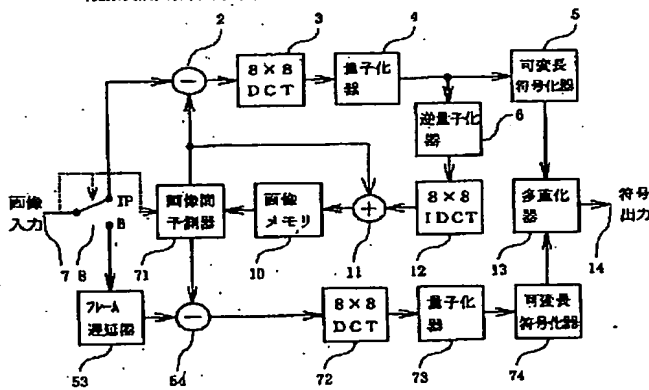 2
3
4
5
8×8
DCT
量子化
器
可変長
符号化器
逆量子化
器
6
画像
入力
IP
B
7
8
画像間
予測器
71
画像
メモリ
10
11
8×8
IDCT
12
多重化
器
13
符号
出力
14
フレーム
遅延器
53
54
8×8
DCT
72
量子化
器
73
可変長
符号化器
74